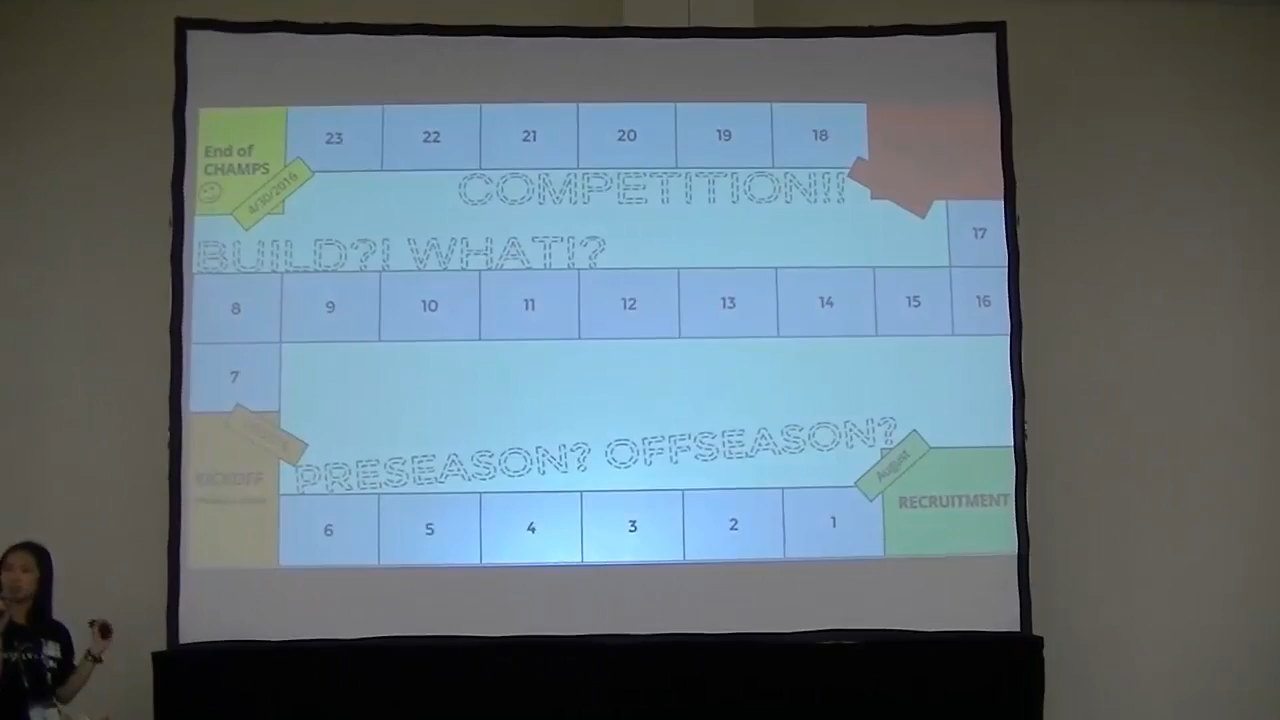 23 22 21 20 19 18
End of
CHAMPS
4/30/2016
COMPETITION!!
17
BUILD?! WHAT!?
8 9 10 11 12 13 14 15 16
7
PRESEASON? OFFSEASON?
August
KICKOFF
RECRUITMENT
6 5 4 3 2 1